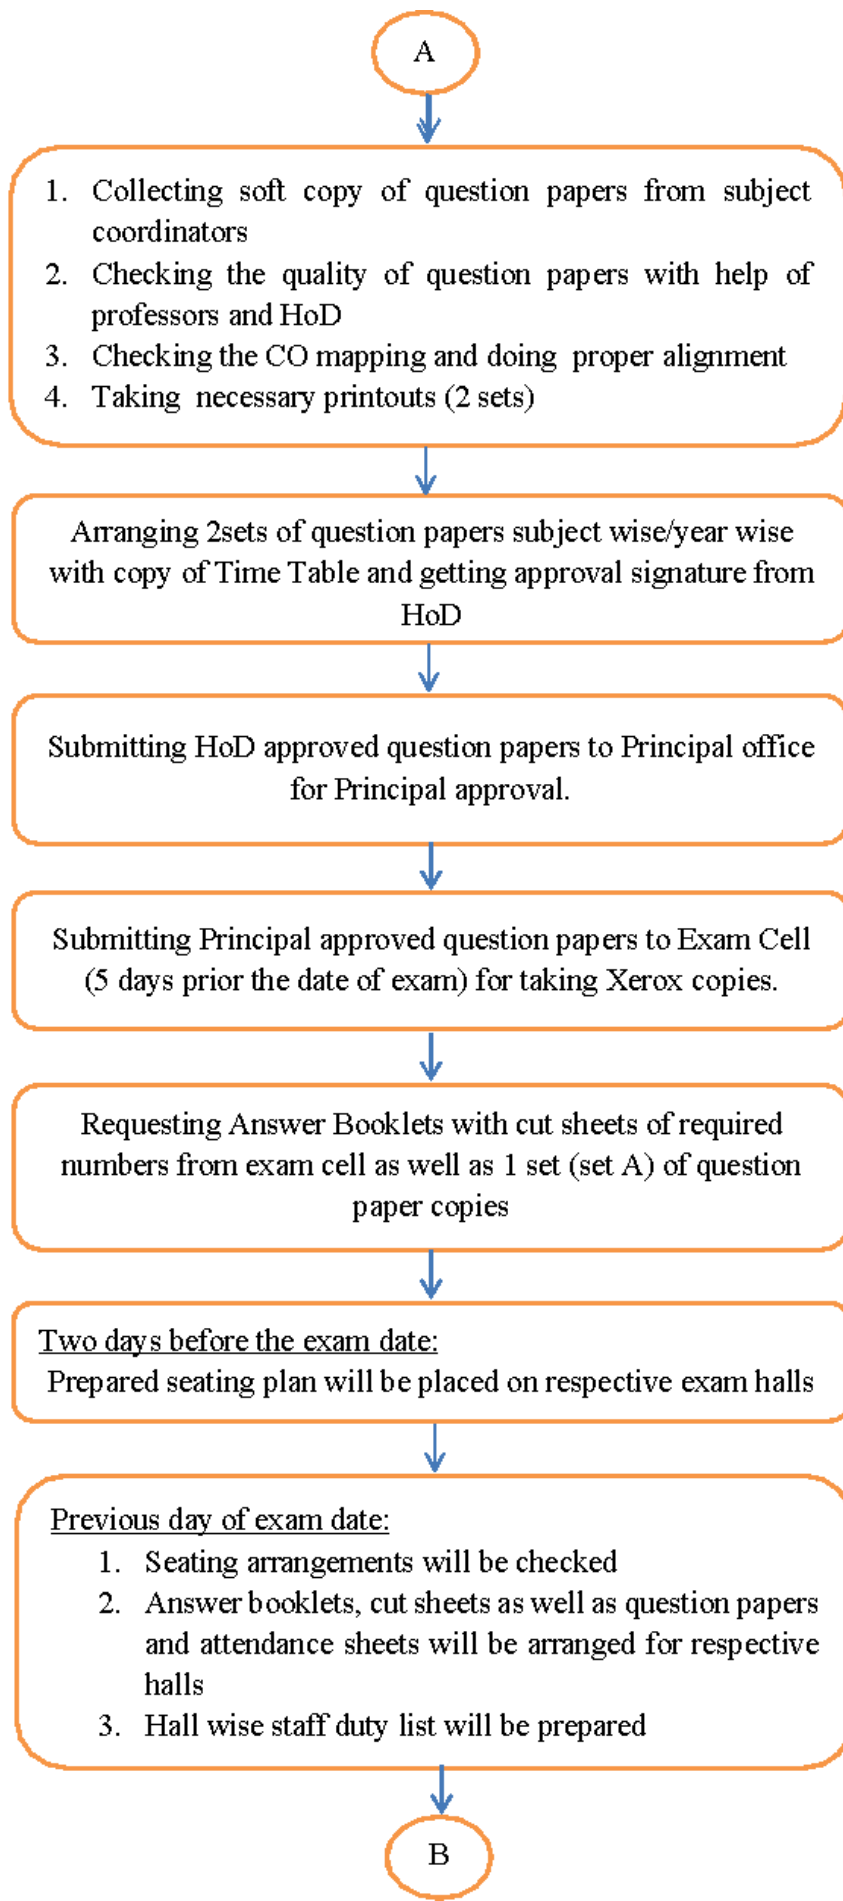 A
1. Collecting soft copy of question papers from subject
coordinators
2. Checking the quality of question papers with help of
professors and HoD
3. Checking the CO mapping and doing proper alignment
4. Taking necessary printouts (2 sets)
Arranging 2sets of question papers subject wise/year wise
with copy of Time Table and getting approval signature from
HoD
Submitting HoD approved question papers to Principal office
for Principal approval.
Submitting Principal approved question papers to Exam Cell
(5 days prior the date of exam) for taking Xerox copies.
Requesting Answer Booklets with cut sheets of required
numbers from exam cell as well as 1 set (set A) of question
paper copies
Two days before the exam date:
Prepared seating plan will be placed on respective exam halls
Previous day of exam date:
1. Seating arrangements will be checked
2. Answer booklets, cut sheets as well as question papers
and attendance sheets will be arranged for respective
halls
3. Hall wise staff duty list will be prepared
B